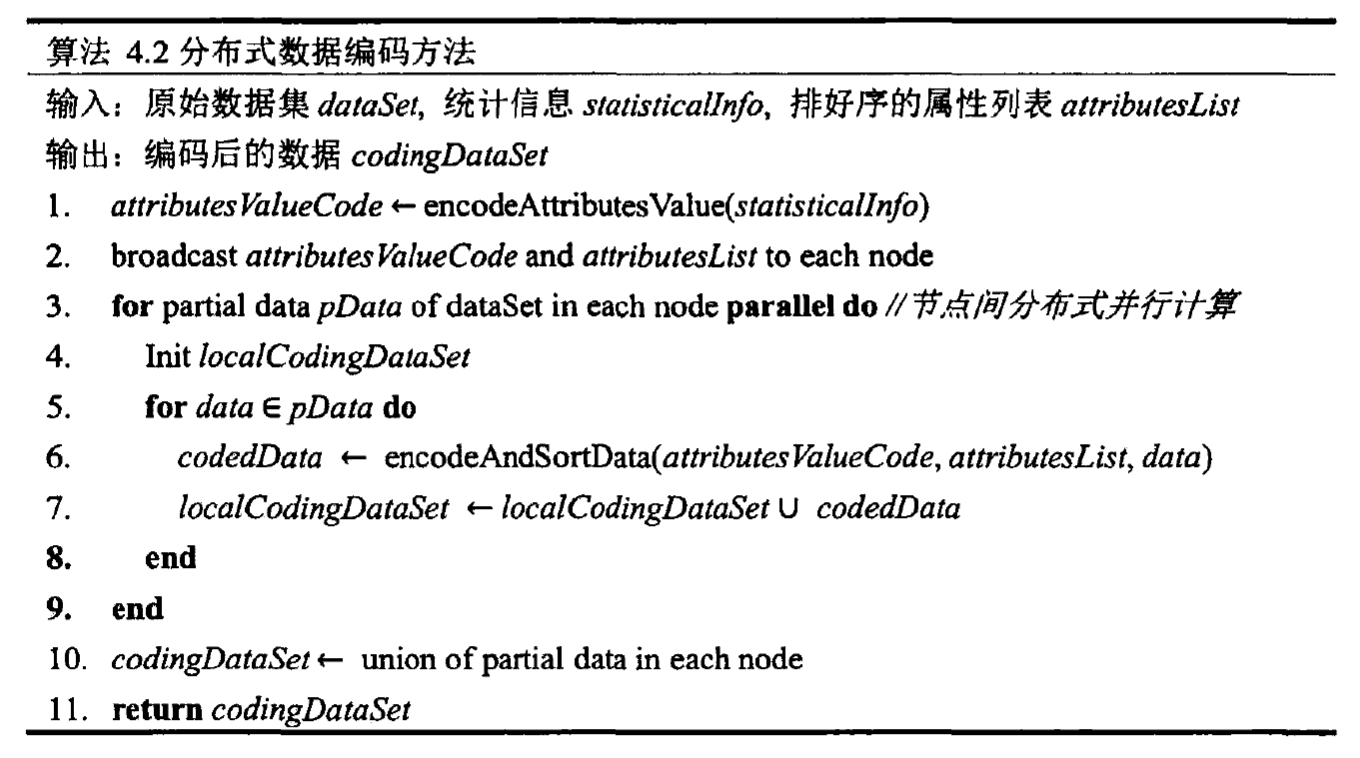 算法 4.2 分布式数据编码方法
输入：原始数据集 dataSet, 统计信息 statisticalInfo, 排好序的属性列表 attributesList
输出：编码后的数据 codingDataSet
1. attributesValueCode ← encodeAttributesValue(statisticalInfo)
2. broadcast attributesValueCode and attributesList to each node
3. for partial data pData of dataSet in each node parallel do //节点间分布式并行计算
4. Init localCodingDataSet
5. for data ∈ pData do
6. codedData ← encodeAndSortData(attributesValueCode, attributesList, data)
7. localCodingDataSet ← localCodingDataSet ∪ codedData
8. end
9. end
10. codingDataSet ← union of partial data in each node
11. return codingDataSet